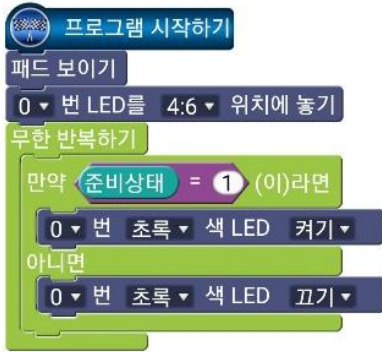 프로그램 시작하기
패드 보이기
0 번 LED를 4:6 위치에 놓기
무한 반복하기
만약 준비상태 = 1 (이)라면
0 번 초록 색 LED 켜기
아니면
0 번 초록 색 LED 끄기